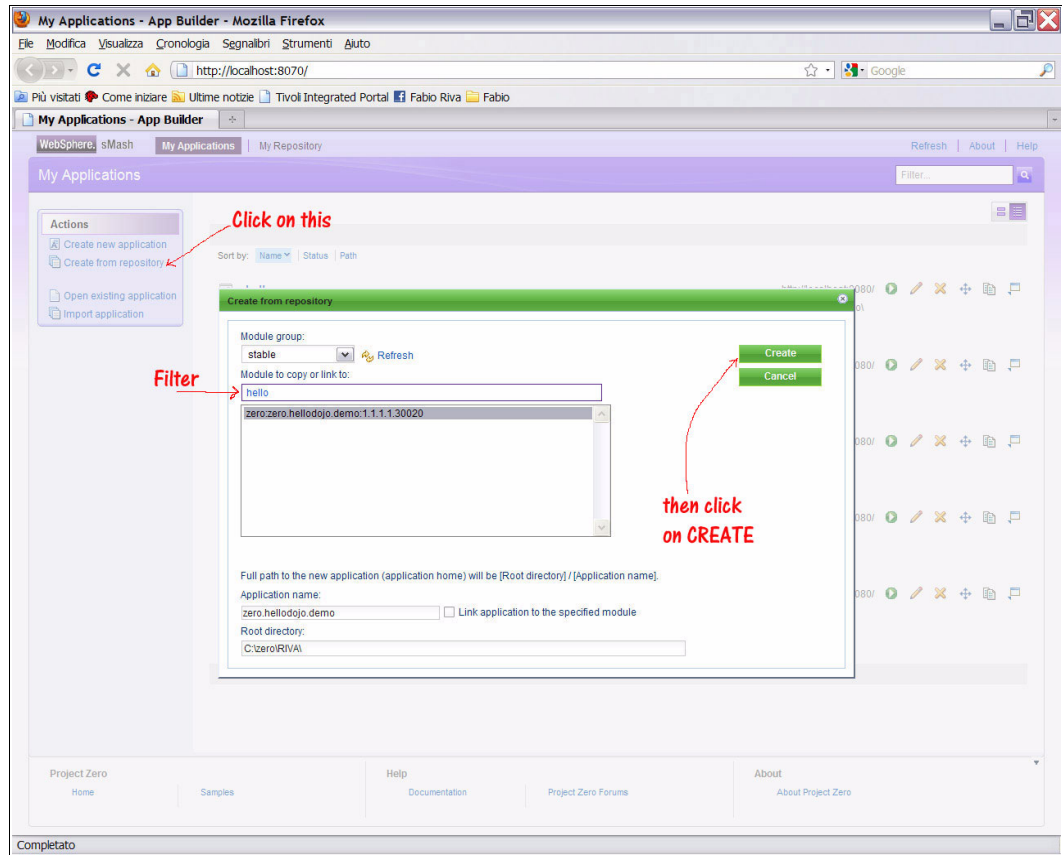 My Applications - App Builder - Mozilla Firefox
File Modifica Visualizza Cronologia Segnalibri Strumenti Aiuto
http://localhost:8070/
Google
Più visitati Come iniziare Ultime notizie Tivoli Integrated Portal Fabio Riva Fabio
My Applications - App Builder
WebSphere. sMash My Applications My Repository Refresh About Help
My Applications
Filter...
Actions
Create new application
Create from repository
Open existing application
Import application
Click on this
Sort by: Name Status Path
Create from repository
Module group:
stable
Refresh
Create
Module to copy or link to:
Cancel
Filter
hello
zero:zero.hellodojo.demo:1.1.1.1.30020
then click
on CREATE
Full path to the new application (application home) will be [Root directory] / [Application name].
Application name:
zero.hellodojo.demo
Link application to the specified module
Root directory:
C:\zero\RIVA\
080/
080/
080/
080/
080/
Project Zero
Home
Samples
Help
Documentation
Project Zero Forums
About
About Project Zero
Completato